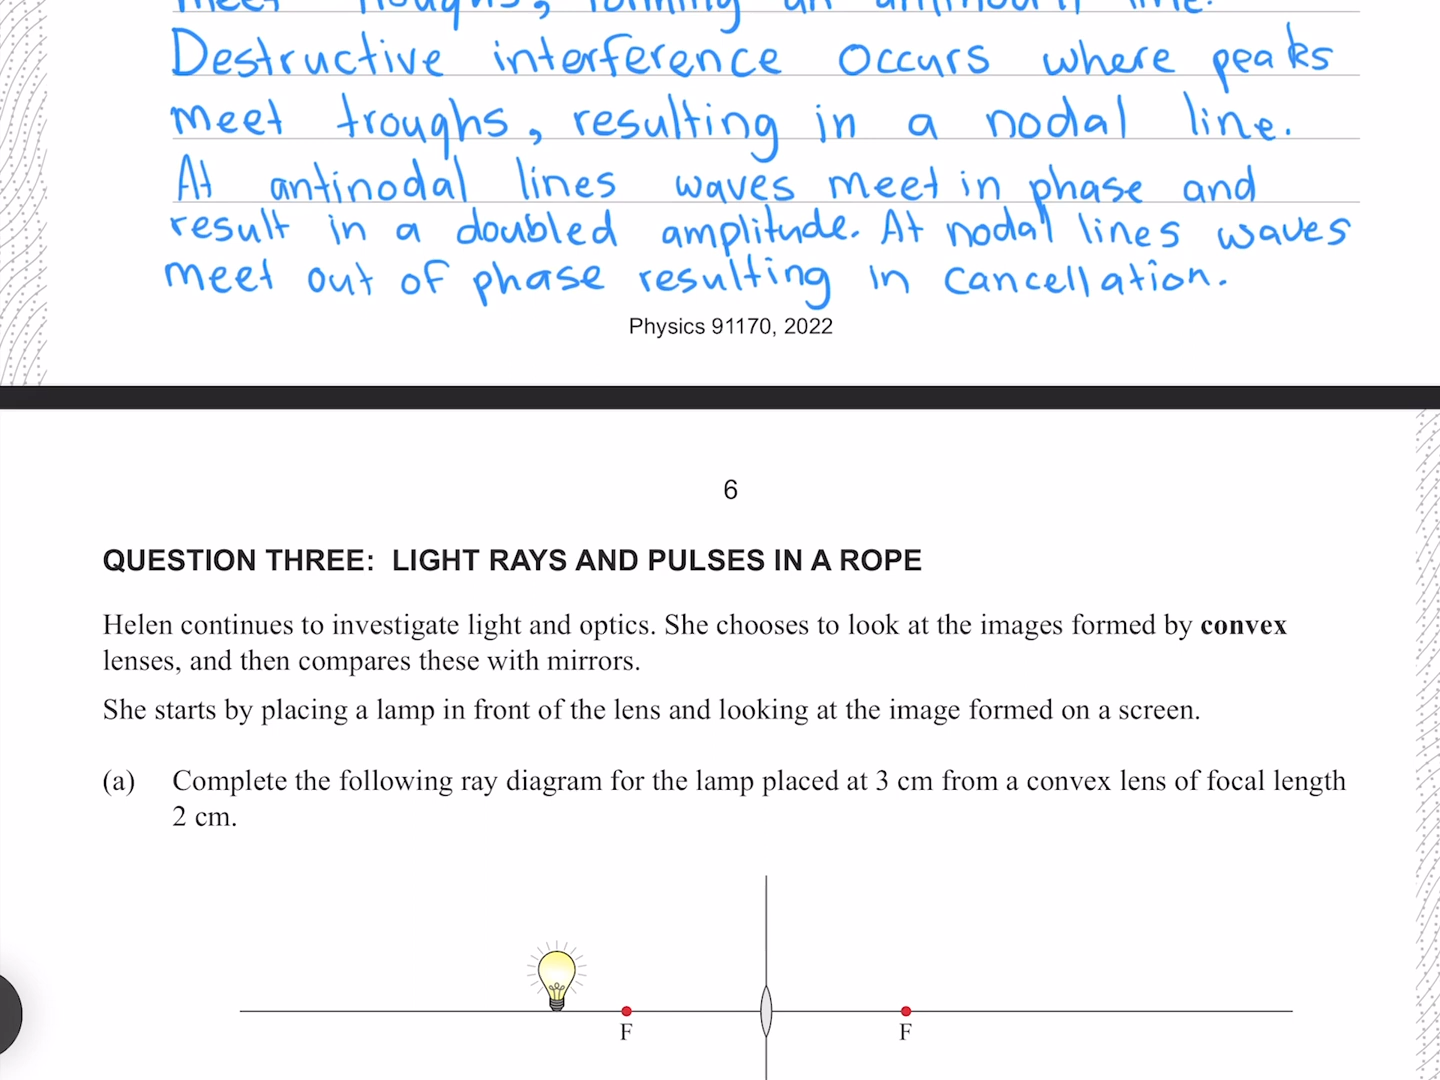 Destructive interference occurs where peaks
meet troughs, resulting in a nodal line.
At antinodal lines waves meet in phase and
result in a doubled amplitude. At nodal lines waves
meet out of phase resulting in cancellation.
Physics 91170, 2022
6
QUESTION THREE: LIGHT RAYS AND PULSES IN A ROPE
Helen continues to investigate light and optics. She chooses to look at the images formed by convex
lenses, and then compares these with mirrors.
She starts by placing a lamp in front of the lens and looking at the image formed on a screen.
(a) Complete the following ray diagram for the lamp placed at 3 cm from a convex lens of focal length
2 cm.
F F